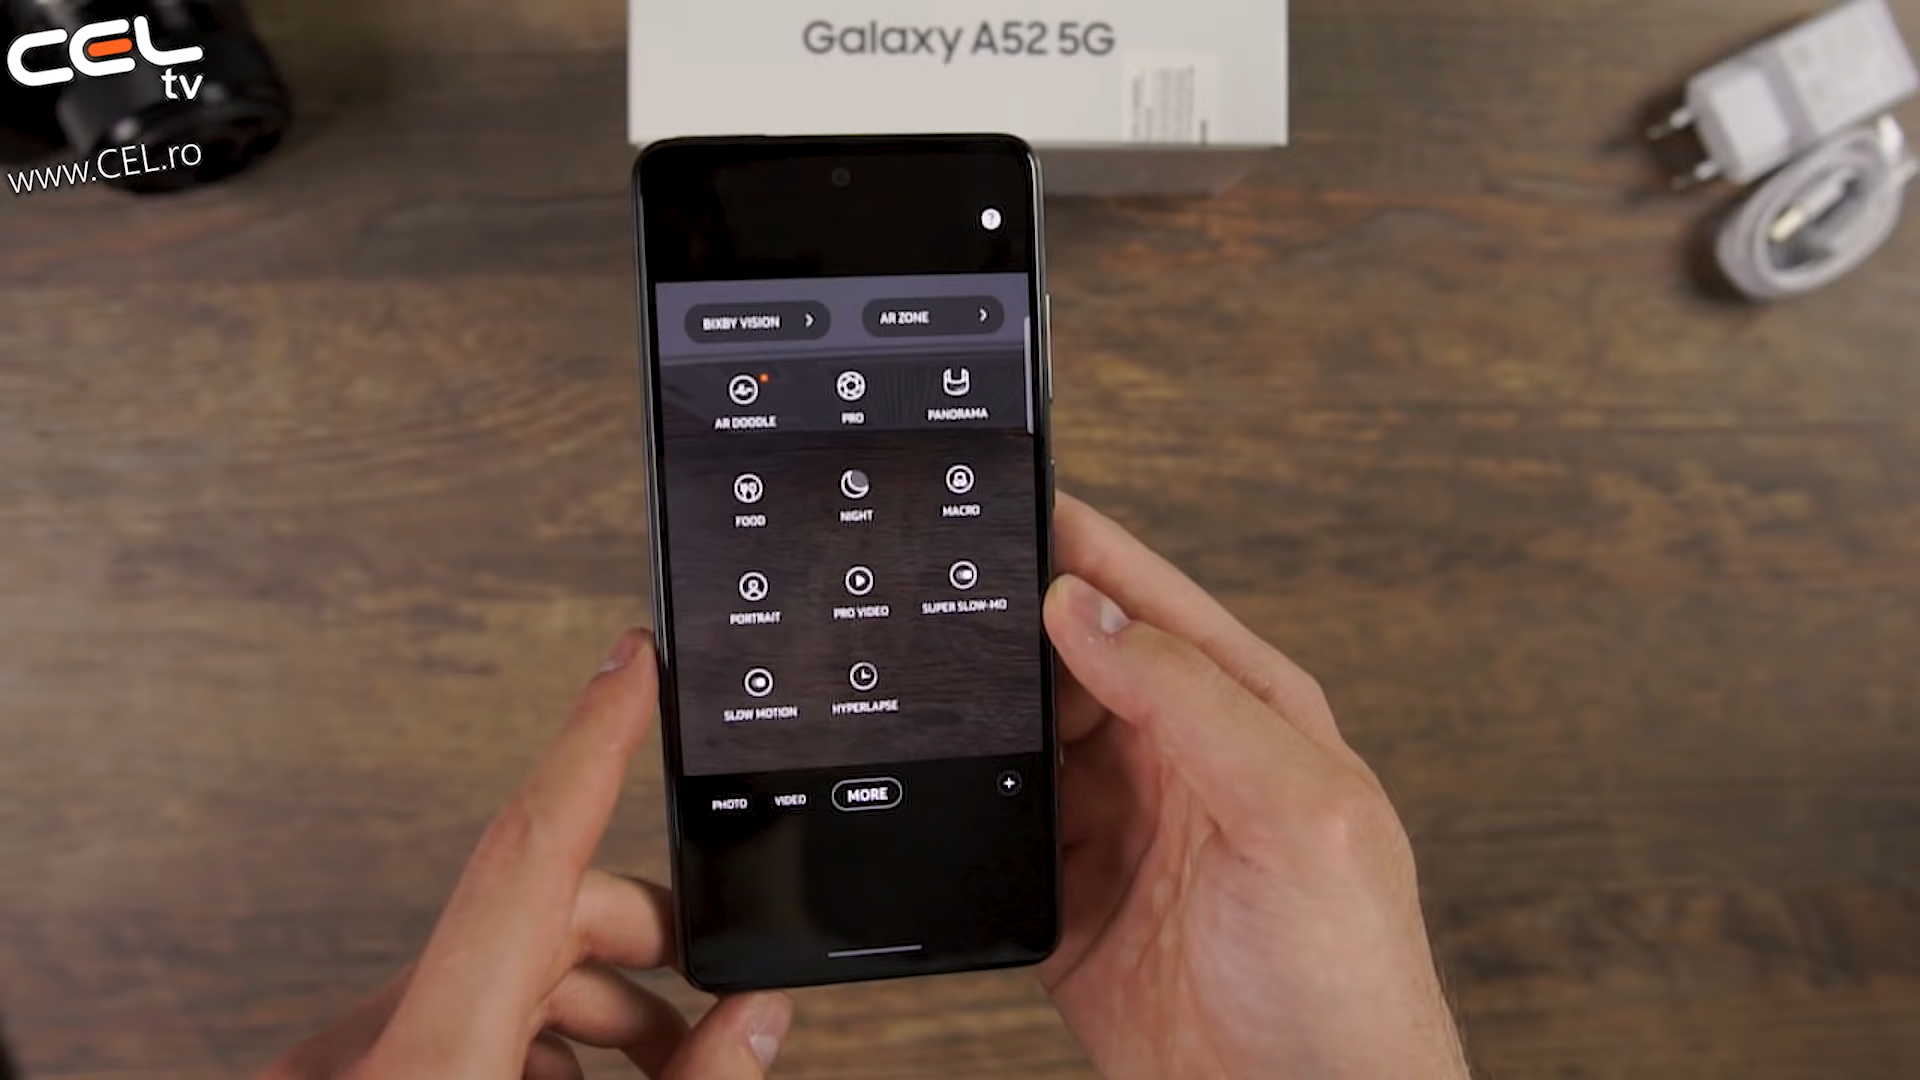 CEL
tv
www.CEL.ro
Galaxy A52 5G
BIXBY VISION
AR ZONE
AR DOODLE
PRO
PANORAMA
FOOD
NIGHT
MACRO
PORTRAIT
PRO VIDEO
SUPER SLOW-MO
SLOW MOTION
HYPERLAPSE
PHOTO
VIDEO
MORE